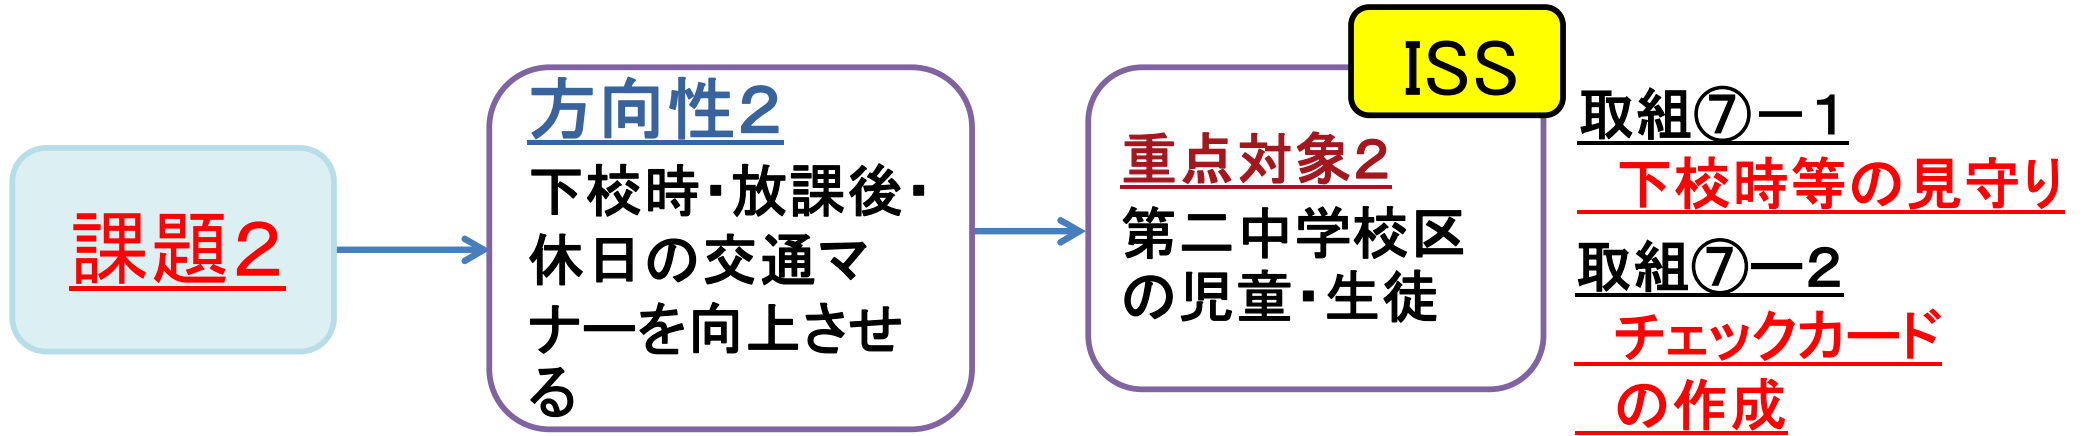 課題2
方向性2
下校時・放課後・
休日の交通マ
ナーを向上させ
る
ISS
重点対象2
第二中学校区
の児童・生徒
取組⑦－1
下校時等の見守り
取組⑦ー2
チェックカード
の作成